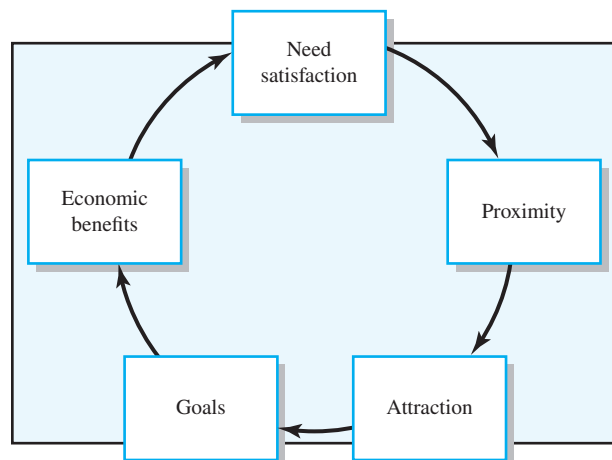 Need
satisfaction
Proximity
Attraction
Goals
Economic
benefits